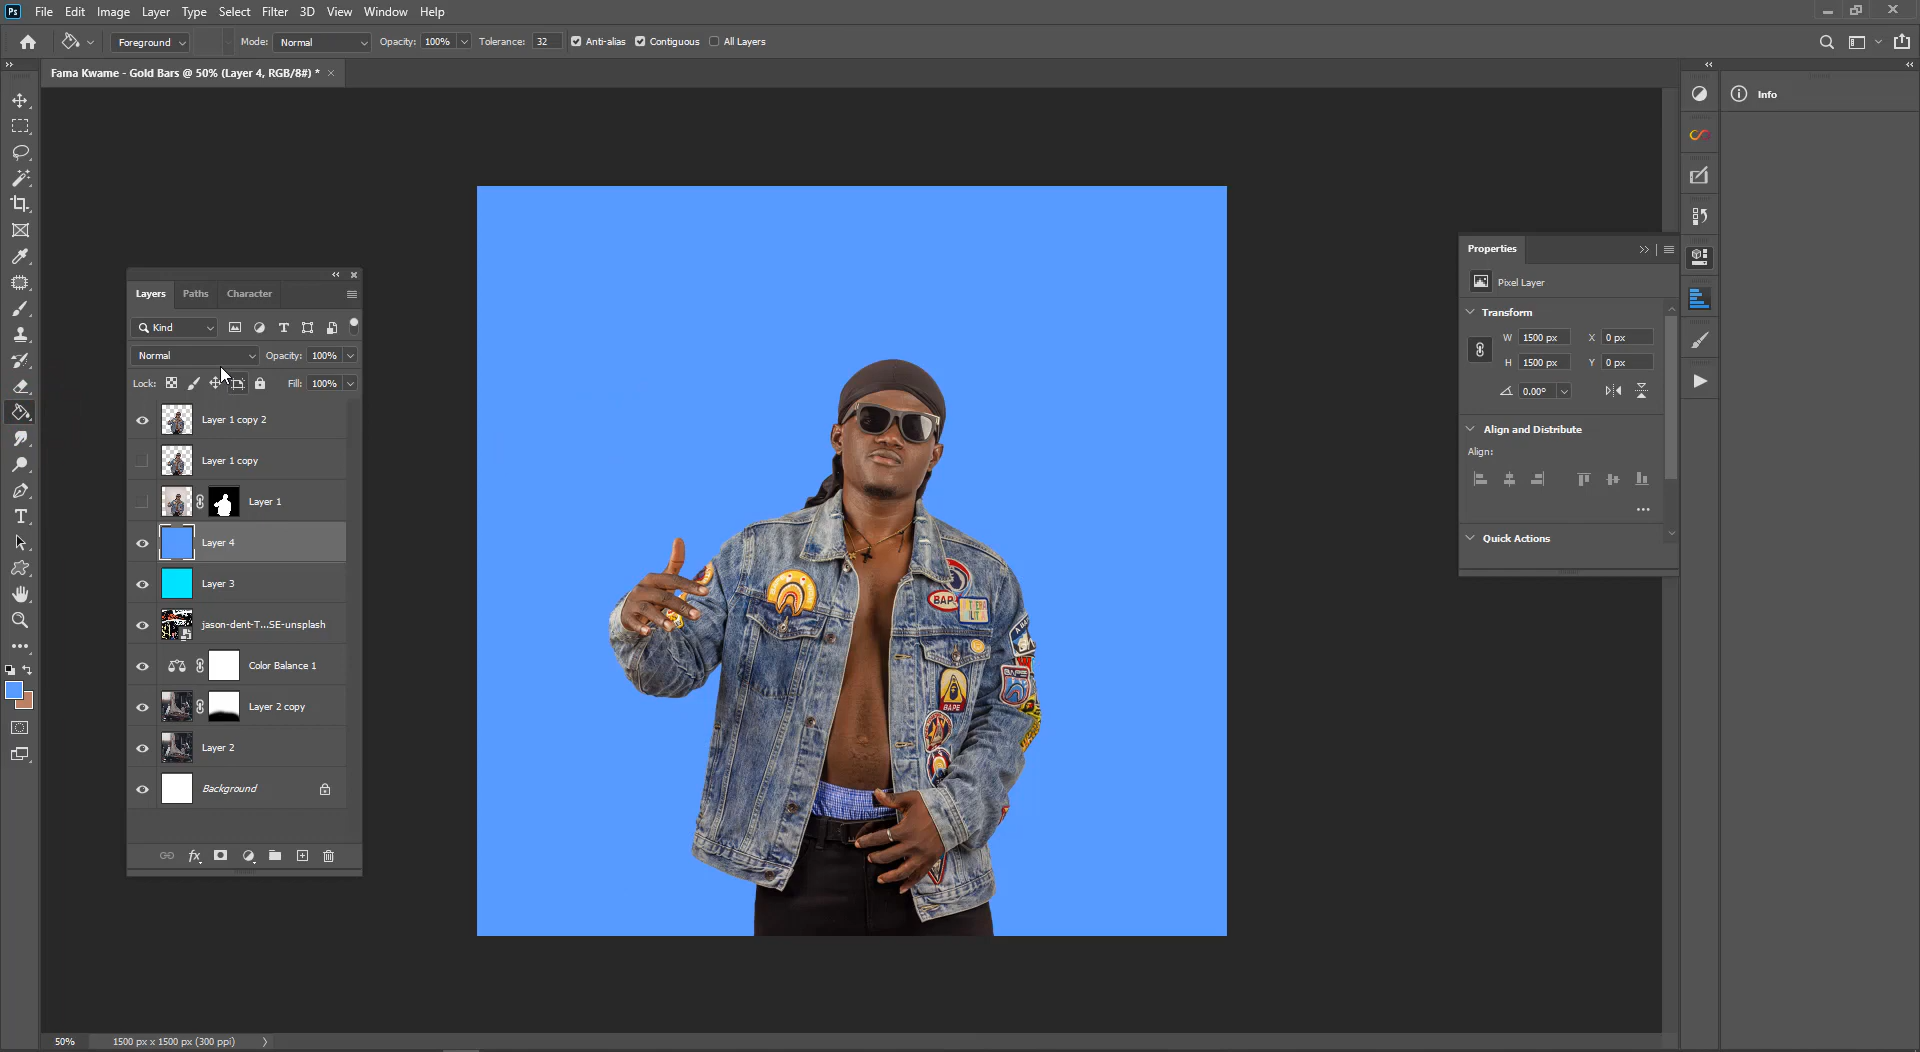 Ps File Edit Image Layer Type Select Filter 3D View Window Help
Foreground Mode: Normal Opacity: 100% Tolerance: 32 Anti-alias Contiguous All Layers
Fama Kwame - Gold Bars @ 50% (Layer 4, RGB/8#) * ×
Info
Properties
Pixel Layer
Transform
W 1500 px X 0 px
H 1500 px Y 0 px
0.00°
Align and Distribute
Align:
Quick Actions
Layers Paths Character
Kind
Normal Opacity: 100%
Lock: Fill: 100%
Layer 1 copy 2
Layer 1 copy
Layer 1
Layer 4
Layer 3
jason-dent-T...SE-unsplash
Color Balance 1
Layer 2 copy
Layer 2
Background
BAPE
50% 1500 px x 1500 px (300 ppi)